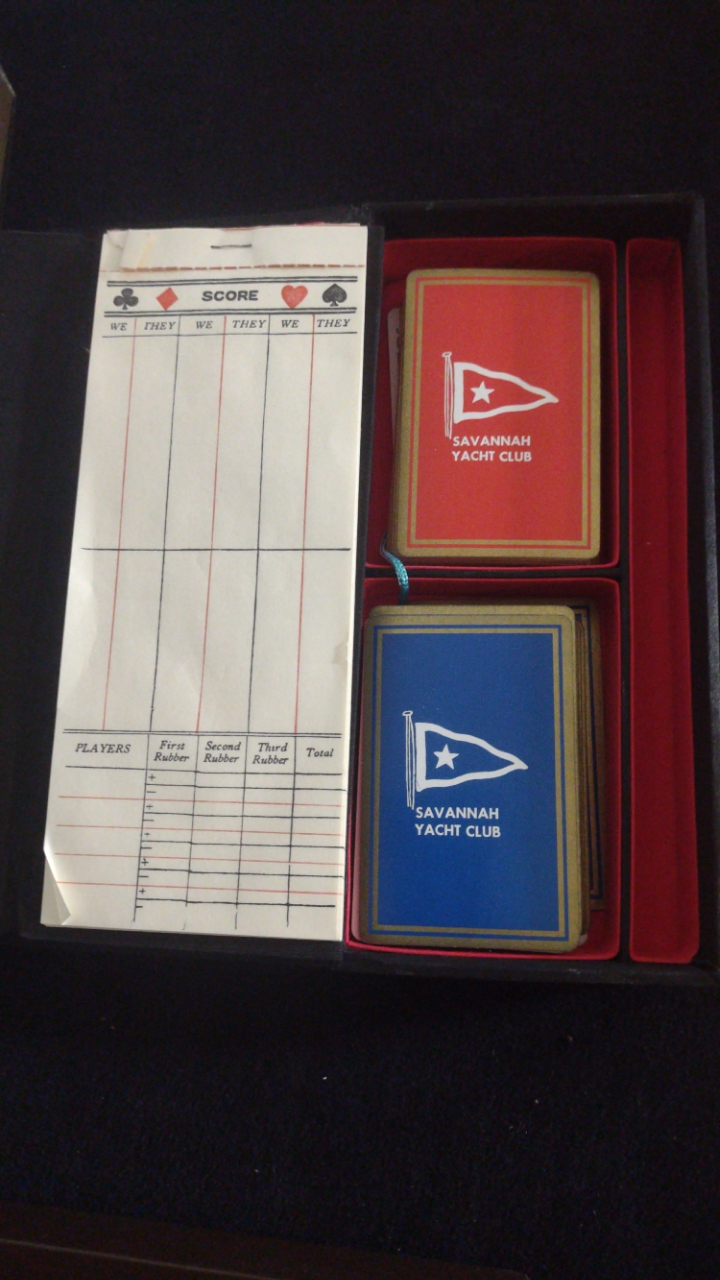 SCORE
WE THEY WE THEY WE THEY
PLAYERS First Rubber Second Rubber Third Rubber Total
SAVANNAH
YACHT CLUB
SAVANNAH
YACHT CLUB